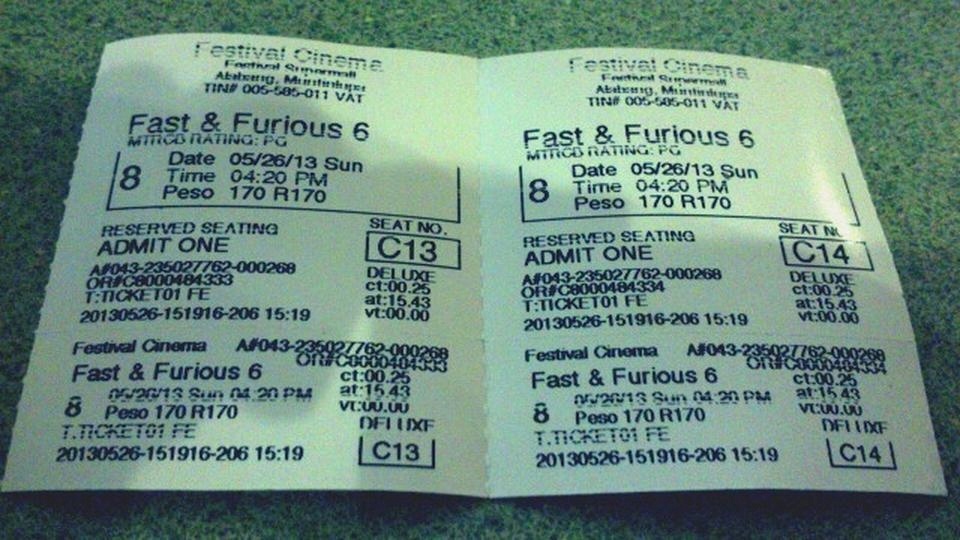 Festival Cinema
Festival Supermall
Alabang, Muntinlupa
TIN# 005-585-011 VAT
Fast & Furious 6
MTRCB RATING: PG
8
Date 05/26/13 Sun
Time 04:20 PM
Peso 170 R170
RESERVED SEATING
ADMIT ONE
SEAT NO.
C13
A#043-235027762-000268
OR#C8000484333
T:TICKET01 FE
20130526-151916-206 15:19
DELUXE
ct:00.25
at:15.43
vt:00.00
Festival Cinema A#043-235027762-000268
OR#C8000484333
Fast & Furious 6
ct:00.25
05/26/13 Sun 04:20 PM
at:15.43
8
Peso 170 R170
vt:00.00
T:TICKET01 FE
DELUXE
20130526-151916-206 15:19
C13
Festival Cinema
Festival Supermall
Alabang, Muntinlupa
TIN# 005-585-011 VAT
Fast & Furious 6
MTRCB RATING: PG
8
Date 05/26/13 Sun
Time 04:20 PM
Peso 170 R170
RESERVED SEATING
ADMIT ONE
SEAT NO.
C14
A#043-235027762-000268
OR#C8000484334
T:TICKET01 FE
20130526-151916-206 15:19
DELUXE
ct:00.25
at:15.43
vt:00.00
Festival Cinema A#043-235027762-000268
OR#C8000484334
Fast & Furious 6
ct:00.25
05/26/13 Sun 04:20 PM
at:15.43
8
Peso 170 R170
vt:00.00
T:TICKET01 FE
DELUXE
20130526-151916-206 15:19
C14